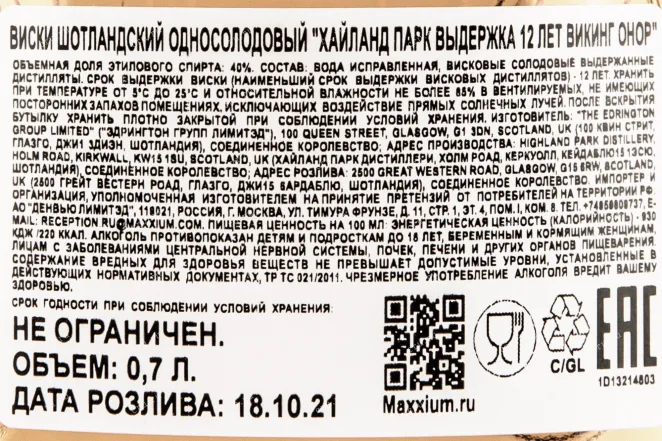 ВИСКИ ШОТЛАНДСКИЙ ОДНОСОЛОДОВЫЙ "ХАЙЛАНД ПАРК ВЫДЕРЖКА 12 ЛЕТ ВИКИНГ ОНОР"
ОБЪЕМНАЯ ДОЛЯ ЭТИЛОВОГО СПИРТА: 40%. СОСТАВ: ВОДА ИСПРАВЛЕННАЯ, ВИСКОВЫЕ СОЛОДОВЫЕ ВЫДЕРЖАННЫЕ
ДИСТИЛЛЯТЫ. СРОК ВЫДЕРЖКИ ВИСКИ (НАИМЕНЬШИЙ СРОК ВЫДЕРЖКИ ВИСКОВЫХ ДИСТИЛЛЯТОВ) - 12 ЛЕТ. ХРАНИТЬ
ПРИ ТЕМПЕРАТУРЕ ОТ 5°С ДО 25°С И ОТНОСИТЕЛЬНОЙ ВЛАЖНОСТИ НЕ БОЛЕЕ 85% В ВЕНТИЛИРУЕМЫХ, НЕ ИМЕЮЩИХ
ПОСТОРОННИХ ЗАПАХОВ ПОМЕЩЕНИЯХ, ИСКЛЮЧАЮЩИХ ВОЗДЕЙСТВИЕ ПРЯМЫХ СОЛНЕЧНЫХ ЛУЧЕЙ. ПОСЛЕ ВСКРЫТИЯ
БУТЫЛКУ ХРАНИТЬ ПЛОТНО ЗАКРЫТОЙ ПРИ СОБЛЮДЕНИИ УСЛОВИЙ ХРАНЕНИЯ. ИЗГОТОВИТЕЛЬ: "THE EDRINGTON
GROUP LIMITED" ("ЭДРИНГТОН ГРУПП ЛИМИТЭД"), 100 QUEEN STREET, GLASGOW, G1 3DN, SCOTLAND, UK (100 КВИН СТРИТ,
ГЛАЗГО, ДЖИ1 3ДИЭН, ШОТЛАНДИЯ), СОЕДИНЕННОЕ КОРОЛЕВСТВО; АДРЕС ПРОИЗВОДСТВА: HIGHLAND PARK DISTILLERY,
HOLM ROAD, KIRKWALL, KW15 1SU, SCOTLAND, UK (ХАЙЛАНД ПАРК ДИСТИЛЛЕРИ, ХОЛМ РОАД, КЕРКУОЛЛ, КЕЙДАБЛЮ15 1ЭСЮ,
ШОТЛАНДИЯ), СОЕДИНЕННОЕ КОРОЛЕВСТВО; АДРЕС РОЗЛИВА: 2500 GREAT WESTERN ROAD, GLASGOW, G15 6RW, SCOTLAND,
UK (2500 ГРЕЙТ ВЕСТЕРН РОАД, ГЛАЗГО, ДЖИ15 ШОТЛАНДИЯ), СОЕДИНЕННОЕ КОРОЛЕВСТВО ИМПОРТЕР И
ОРГАНИЗАЦИЯ, УПОЛНОМОЧЕННАЯ ИЗГОТОВИТЕЛЕМ НА ПРИНЯТИЕ ПРЕТЕНЗИЙ ОТ ПОТРЕБИТЕЛЕЙ НА ТЕРРИТОРИИ РФ:
АО "ДЕНВЬЮ ЛИМИТЭД", 119021, РОССИЯ, Г. МОСКВА, УЛ. ТИМУРА ФРУНЗЕ, Д. 11, СТР. 1, ЭТ. 4, ПОМ. I, КОМ. 8. ТЕЛ. E-
MAIL: RECEPTION RU@MAXXIUM.COM. ПИЩЕВАЯ ЦЕННОСТЬ НА 100 МЛ: ЭНЕРГЕТИЧЕСКАЯ ЦЕННОСТЬ (КАЛОРИЙНОСТЬ) - 930
КДЖ /220 ККАЛ. АЛКОГОЛЬ ПРОТИВОПОКАЗАН ДЕТЯМ И ПОДРОСТКАМ ДО 18 ЛЕТ, БЕРЕМЕННЫМ И КОРМЯЩИМ ЖЕНЩИНАМ,
ЛИЦАМ С ЗАБОЛЕВАНИЯМИ ЦЕНТРАЛЬНОЙ НЕРВНОЙ СИСТЕМЫ, ПОЧЕК, ПЕЧЕНИ И ДРУГИХ ОРГАНОВ ПИЩЕВАРЕНИЯ.
СОДЕРЖАНИЕ ВРЕДНЫХ ДЛЯ ЗДОРОВЬЯ ВЕЩЕСТВ НЕ ПРЕВЫШАЕТ ДОПУСТИМЫЕ УРОВНИ, УСТАНОВЛЕННЫЕ В
ДЕЙСТВУЮЩИХ НОРМАТИВНЫХ ДОКУМЕНТАХ, ТР ТС 021/2011. ЧРЕЗМЕРНОЕ УПОТРЕБЛЕНИЕ АЛКОГОЛЯ ВРЕДИТ ВАШЕМУ
ЗДОРОВЬЮ.
СРОК ГОДНОСТИ ПРИ СОБЛЮДЕНИИ УСЛОВИЙ ХРАНЕНИЯ:
НЕ ОГРАНИЧЕН.
ОБЪЕМ: 0,7 Л.
ДАТА РОЗЛИВА: 18.10.21
Maxxium.ru
C/GL
EAC
1D13214803